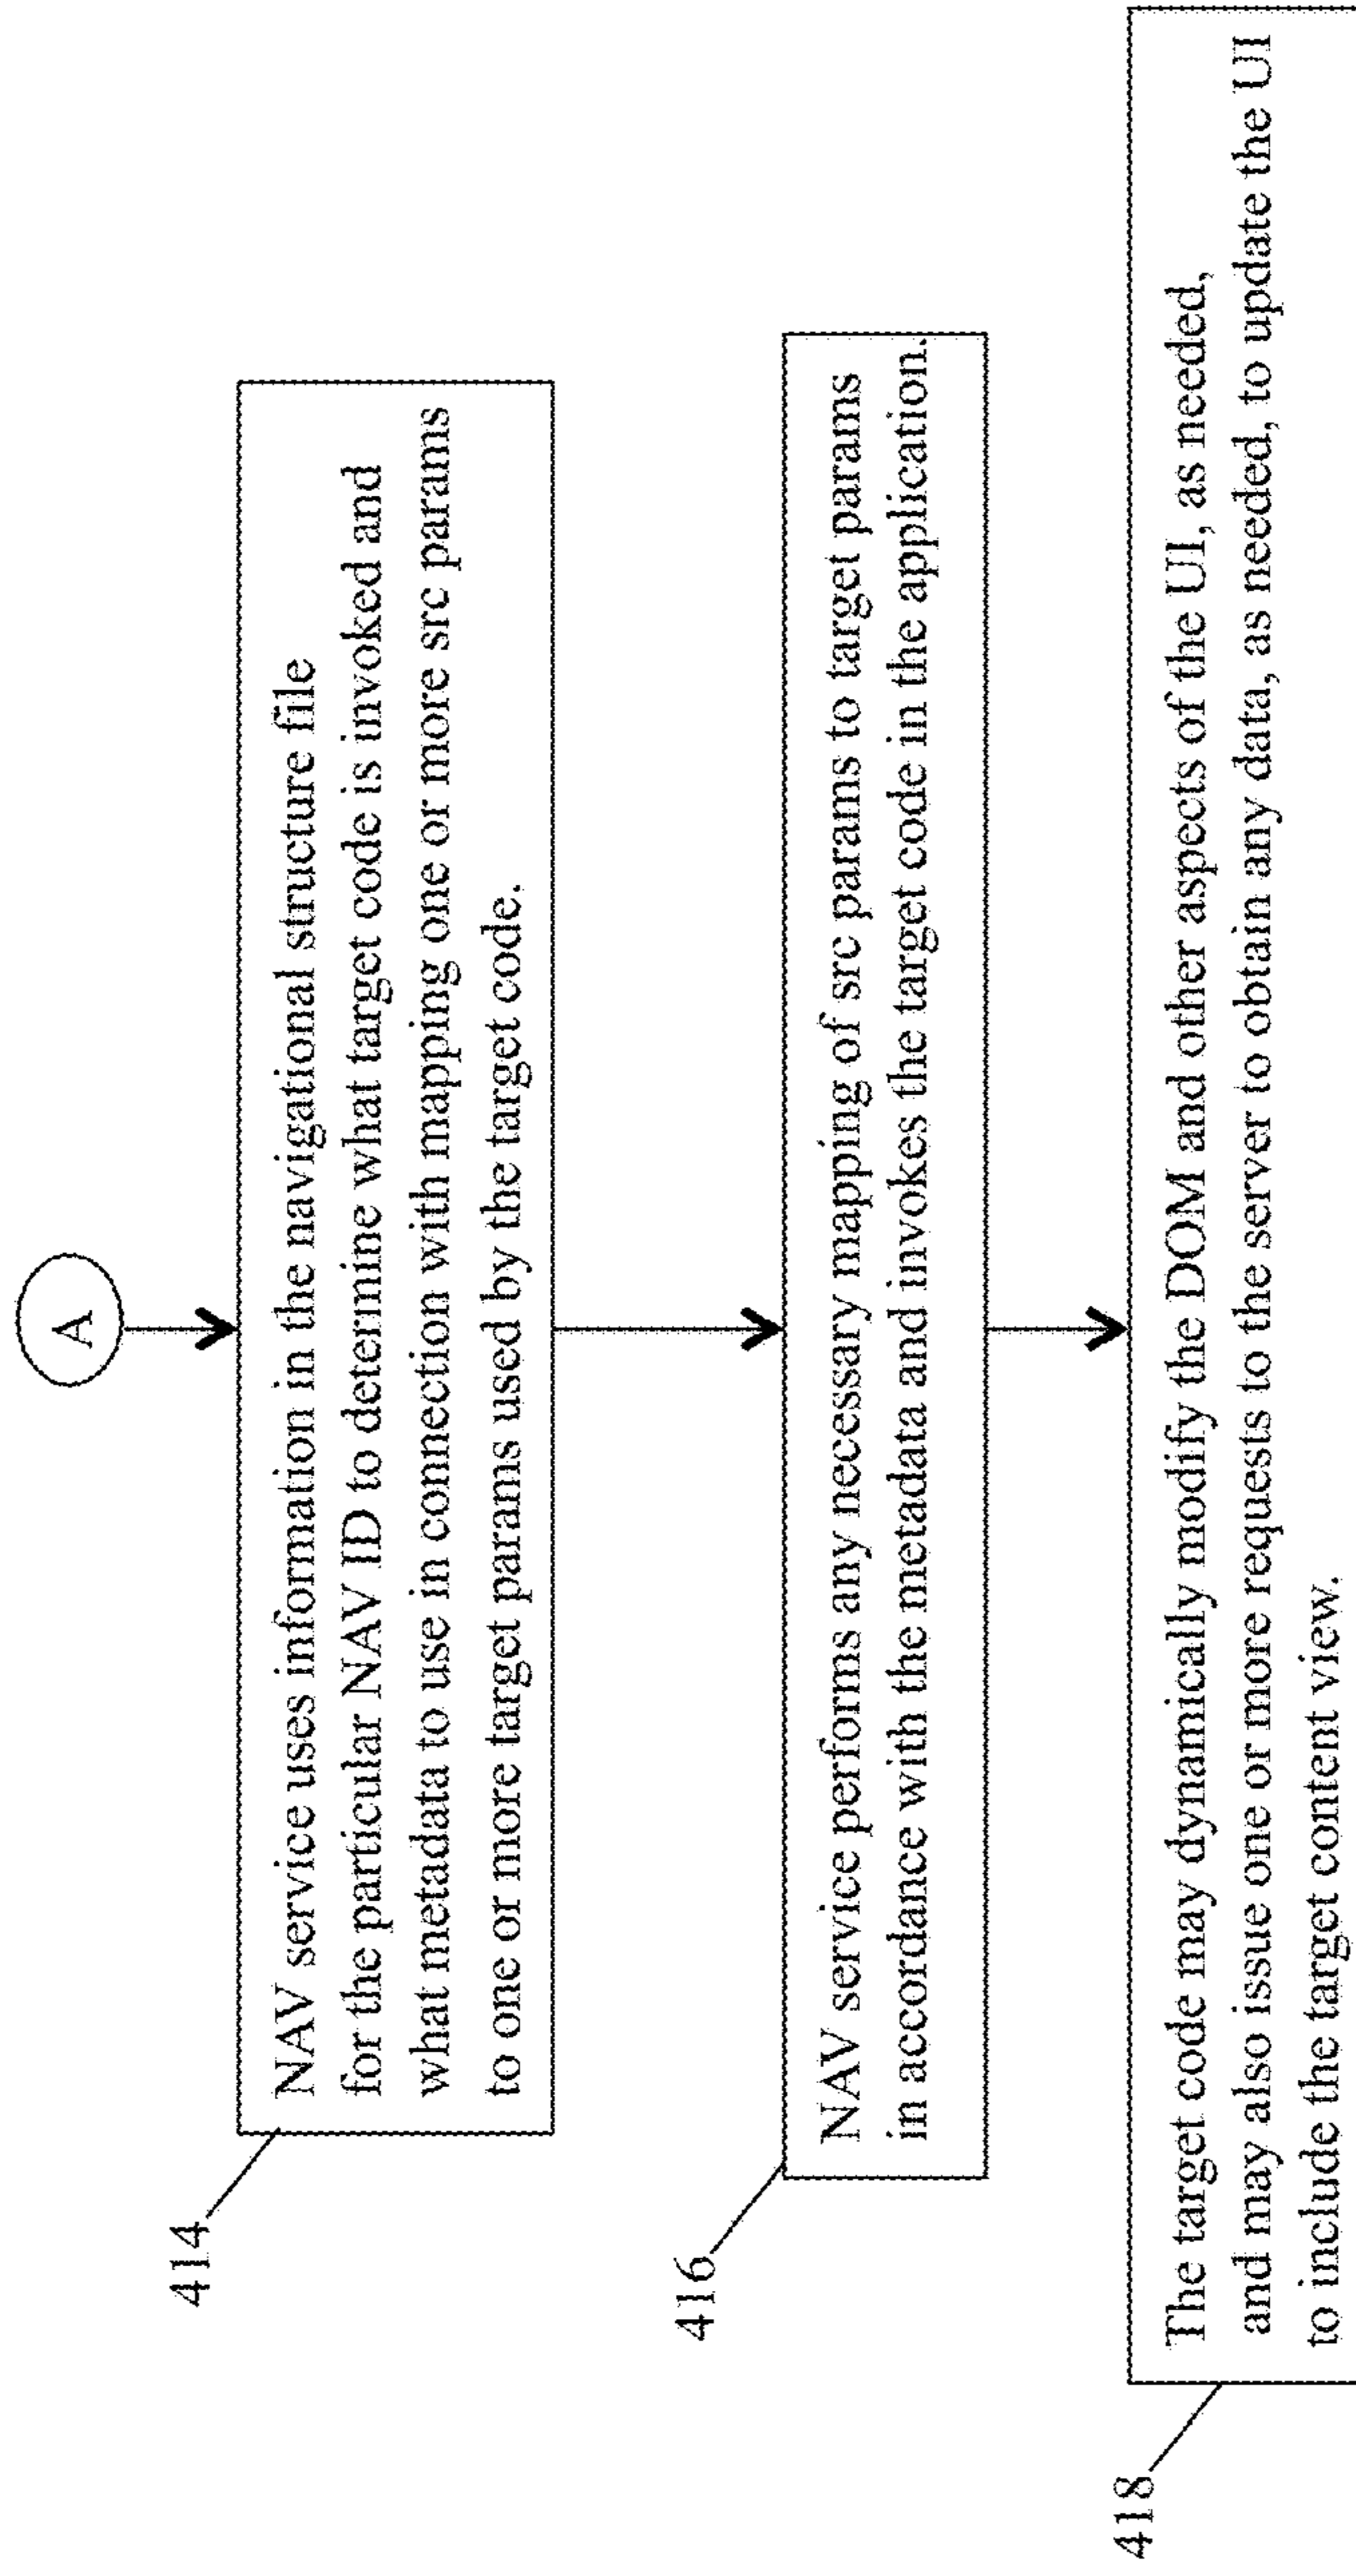 A
414
NAV service uses information in the navigational structure file
for the particular NAV ID to determine what target code is invoked and
what metadata to use in connection with mapping one or more src params
to one or more target params used by the target code.
416
NAV service performs any necessary mapping of src params to target params
in accordance with the metadata and invokes the target code in the application.
418
The target code may dynamically modify the DOM and other aspects of the UI, as needed,
and may also issue one or more requests to the server to obtain any data, as needed, to update the UI
to include the target content view.